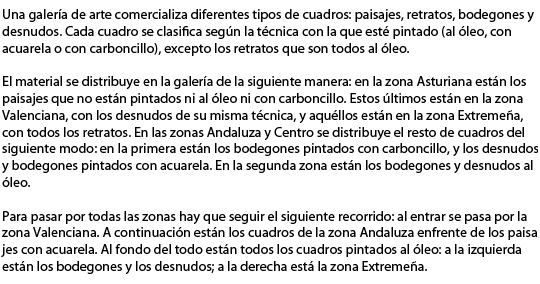 Una galería de arte comercializa diferentes tipos de cuadros: paisajes, retratos, bodegones y
desnudos. Cada cuadro se clasifica según la técnica con la que esté pintado (al óleo, con
acuarela o con carboncillo), excepto los retratos que son todos al óleo.
El material se distribuye en la galería de la siguiente manera: en la zona Asturiana están los
paisajes que no están pintados ni al óleo ni con carboncillo. Estos últimos están en la zona
Valenciana, con los desnudos de su misma técnica, y aquéllos están en la zona Extremeña,
con todos los retratos. En las zonas Andaluza y Centro se distribuye el resto de cuadros del
siguiente modo: en la primera están los bodegones pintados con carboncillo, y los desnudos
y bodegones pintados con acuarela. En la segunda zona están los bodegones y desnudos al
óleo.
Para pasar por todas las zonas hay que seguir el siguiente recorrido: al entrar se pasa por la
zona Valenciana. A continuación están los cuadros de la zona Andaluza enfrente de los paisa
jes con acuarela. Al fondo del todo están todos los cuadros pintados al óleo: a la izquierda
están los bodegones y los desnudos; a la derecha está la zona Extremeña.